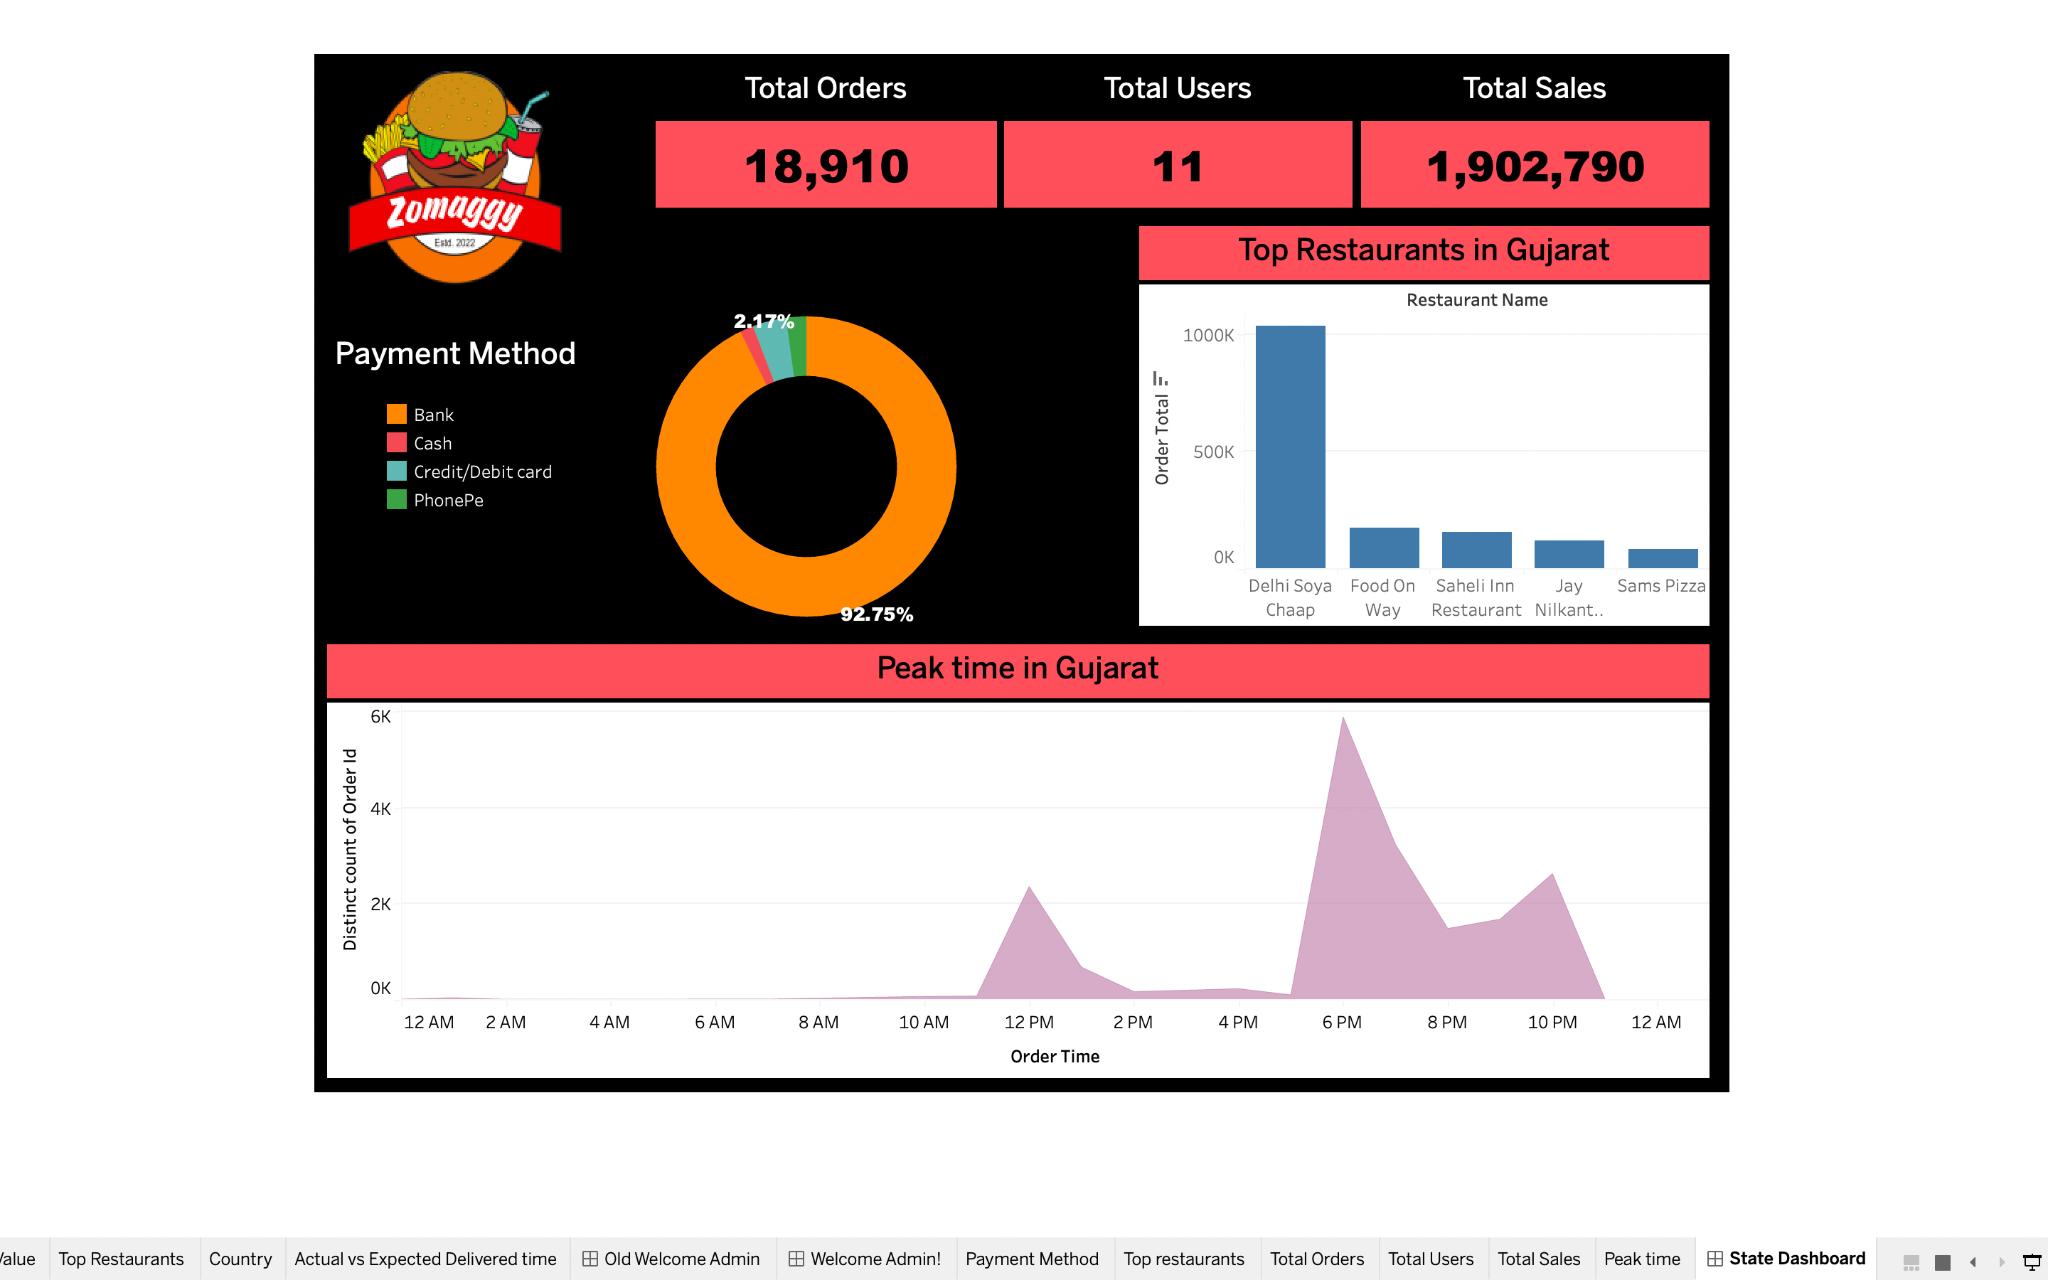 Total Orders
Total Users
Total Sales
18,910
11
1,902,790
Zomaggy
Estd. 2022
Payment Method
Bank
Cash
Credit/Debit card
PhonePe
2.17%
92.75%
Top Restaurants in Gujarat
Restaurant Name
Order Total
1000K
500K
0K
Delhi Soya
Chaap
Food On
Way
Saheli Inn
Restaurant
Jay
Nilkant..
Sams Pizza
Peak time in Gujarat
Distinct count of Order Id
6K
4K
2K
0K
12 AM 2 AM 4 AM 6 AM 8 AM 10 AM 12 PM 2 PM 4 PM 6 PM 8 PM 10 PM 12 AM
Order Time
Value Top Restaurants Country Actual vs Expected Delivered time Old Welcome Admin Welcome Admin! Payment Method Top restaurants Total Orders Total Users Total Sales Peak time State Dashboard